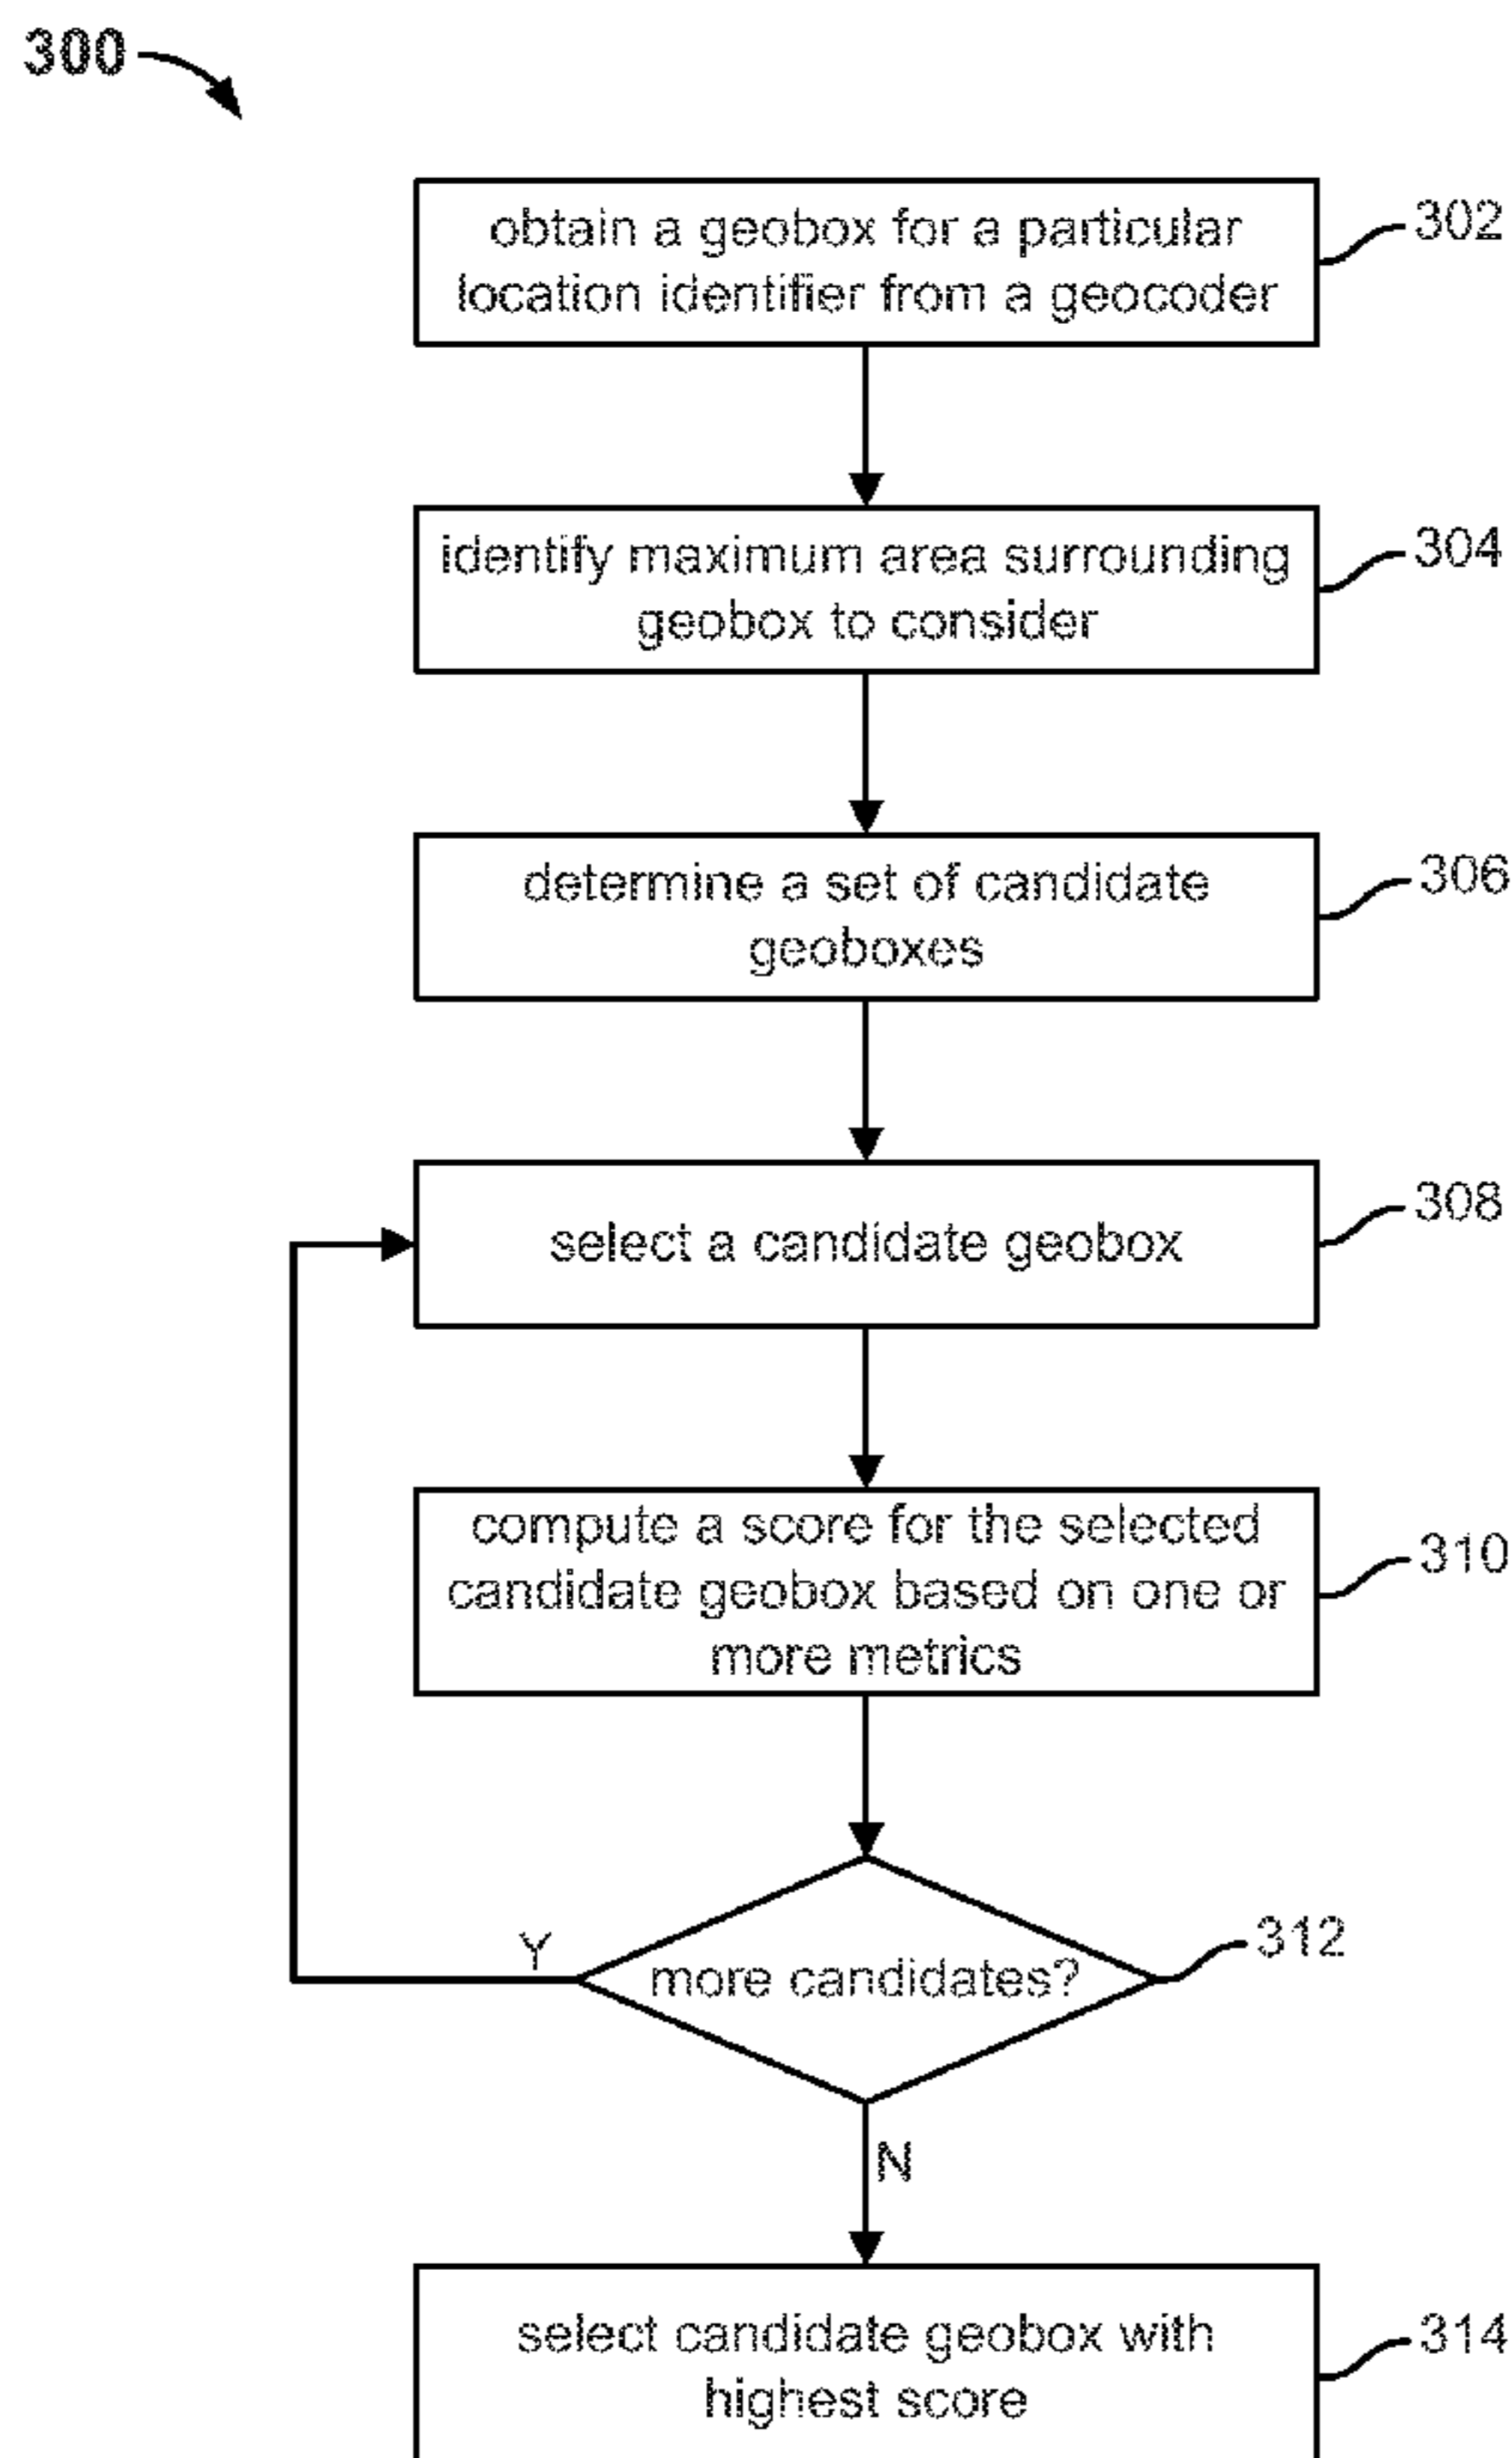 300
obtain a geobox for a particular
location identifier from a geocoder
302
identify maximum area surrounding
geobox to consider
304
determine a set of candidate
geoboxes
306
select a candidate geobox
308
compute a score for the selected
candidate geobox based on one or
more metrics
310
more candidates?
312
Y
N
select candidate geobox with
highest score
314